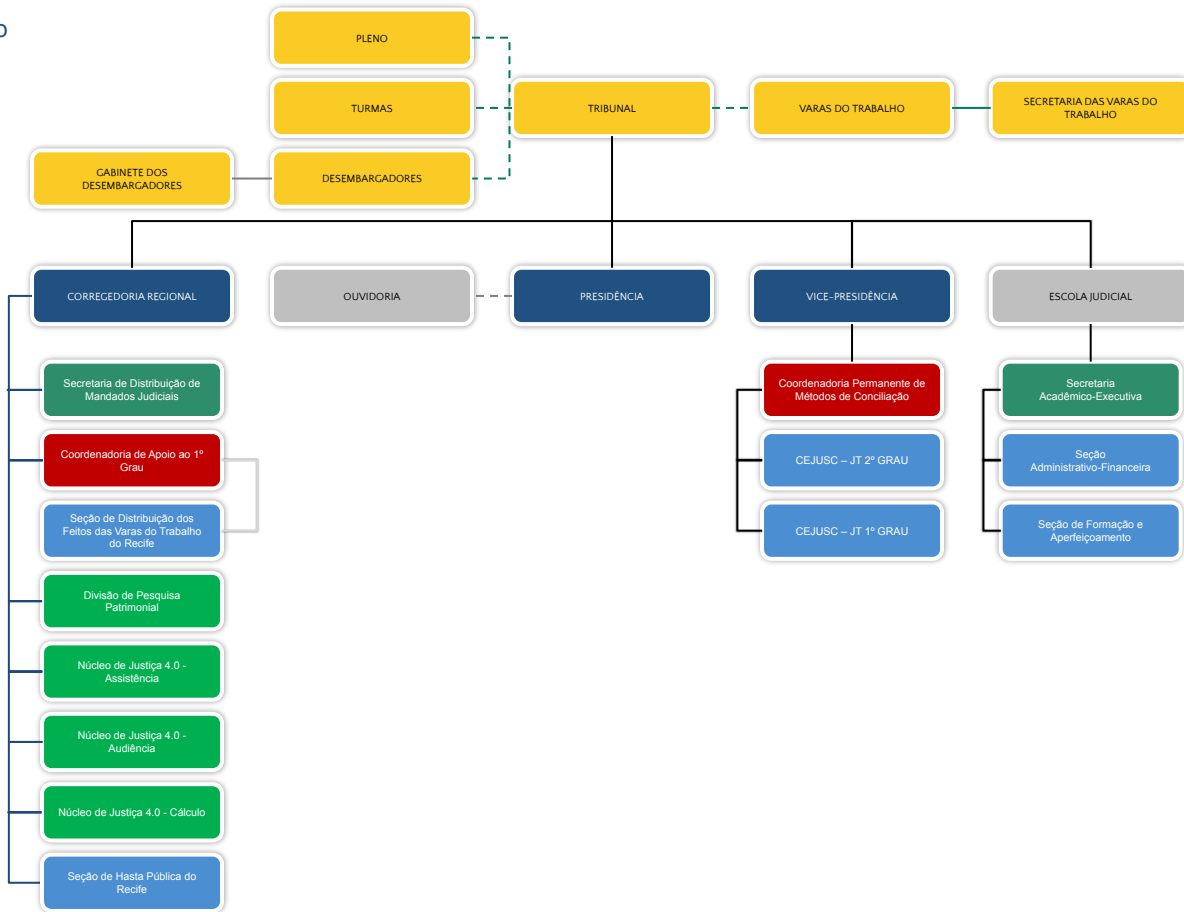 o
PLENO
TURMAS
TRIBUNAL
VARAS DO TRABALHO
SECRETARIA DAS VARAS DO
TRABALHO
GABINETE DOS
DESEMBARGADORES
DESEMBARGADORES
CORREGEDORIA REGIONAL
OUVIDORIA
PRESIDÊNCIA
VICE-PRESIDÊNCIA
ESCOLA JUDICIAL
Secretaria de Distribuição de
Mandados Judiciais
Coordenadoria de Apoio ao 1º
Grau
Seção de Distribuição dos
Feitos das Varas do Trabalho
do Recife
Divisão de Pesquisa
Patrimonial
Núcleo de Justiça 4.0 -
Assistência
Núcleo de Justiça 4.0 -
Audiência
Núcleo de Justiça 4.0 - Cálculo
Seção de Hasta Pública do
Recife
Coordenadoria Permanente de
Métodos de Conciliação
CEJUSC – JT 2º GRAU
CEJUSC – JT 1º GRAU
Secretaria
Acadêmico-Executiva
Seção
Administrativo-Financeira
Seção de Formação e
Aperfeiçoamento